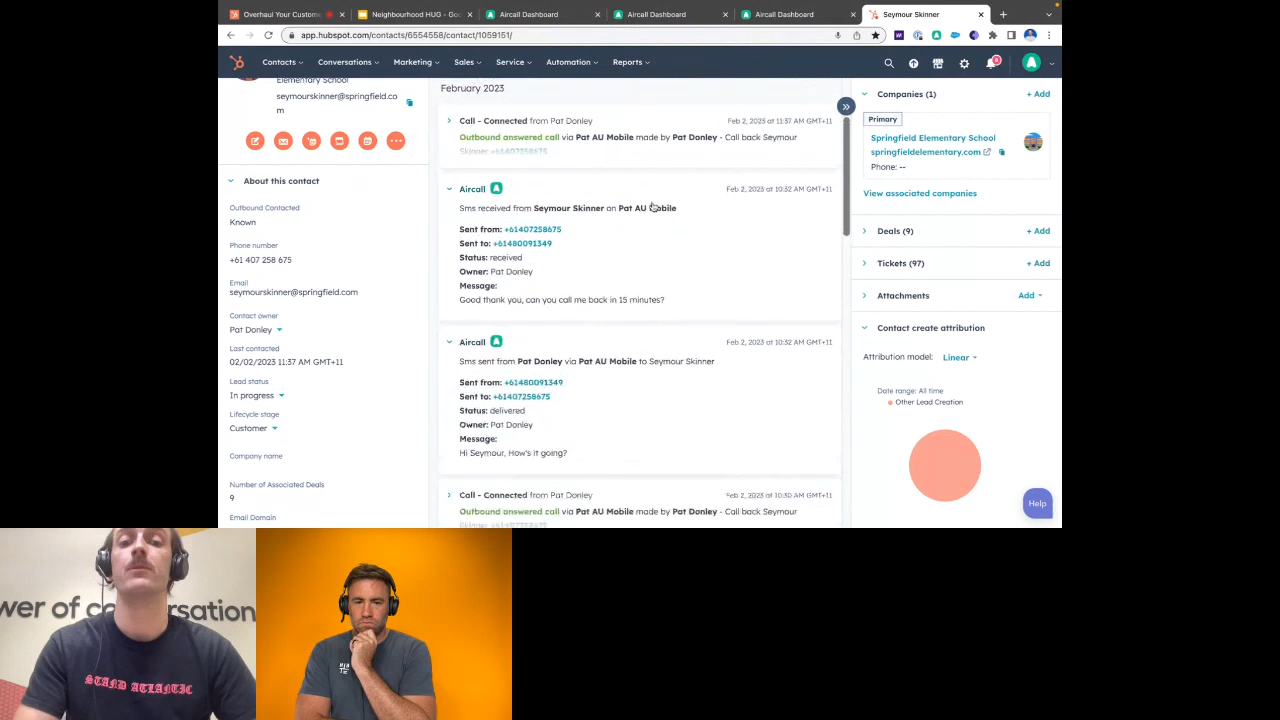 Overhaul Your Custome
Neighbourhood HUG - Goo
Aircall Dashboard
Aircall Dashboard
Aircall Dashboard
Seymour Skinner
app.hubspot.com/contacts/6554558/contact/1059151/
Contacts
Conversations
Marketing
Sales
Service
Automation
Reports
8
A
Elementary School
seymourskinner@springfield.co
m
About this contact
Outbound Contacted
Known
Phone number
+61 407 258 675
Email
seymourskinner@springfield.com
Contact owner
Pat Donley
Last contacted
02/02/2023 11:37 AM GMT+11
Lead status
In progress
Lifecycle stage
Customer
Company name
Number of Associated Deals
9
Email Domain
February 2023
Call - Connected from Pat Donley
Feb 2, 2023 at 11:37 AM GMT+11
Outbound answered call via Pat AU Mobile made by Pat Donley - Call back Seymour
Skinner +61407258675
Aircall
Feb 2, 2023 at 10:32 AM GMT+11
Sms received from Seymour Skinner on Pat AU Mobile
Sent from: +61407258675
Sent to: +61480091349
Status: received
Owner: Pat Donley
Message:
Good thank you, can you call me back in 15 minutes?
Aircall
Feb 2, 2023 at 10:32 AM GMT+11
Sms sent from Pat Donley via Pat AU Mobile to Seymour Skinner
Sent from: +61480091349
Sent to: +61407258675
Status: delivered
Owner: Pat Donley
Message:
Hi Seymour, How's it going?
Call - Connected from Pat Donley
Feb 2, 2023 at 10:30 AM GMT+11
Outbound answered call via Pat AU Mobile made by Pat Donley - Call back Seymour
Skinner +61407258675
Companies (1)
+ Add
Primary
Springfield Elementary School
springfieldelementary.com
Phone: --
View associated companies
Deals (9)
+ Add
Tickets (97)
+ Add
Attachments
Add
Contact create attribution
Attribution model: Linear
Date range: All time
Other Lead Creation
Help
ower of conversation
STAND ATLANTIC